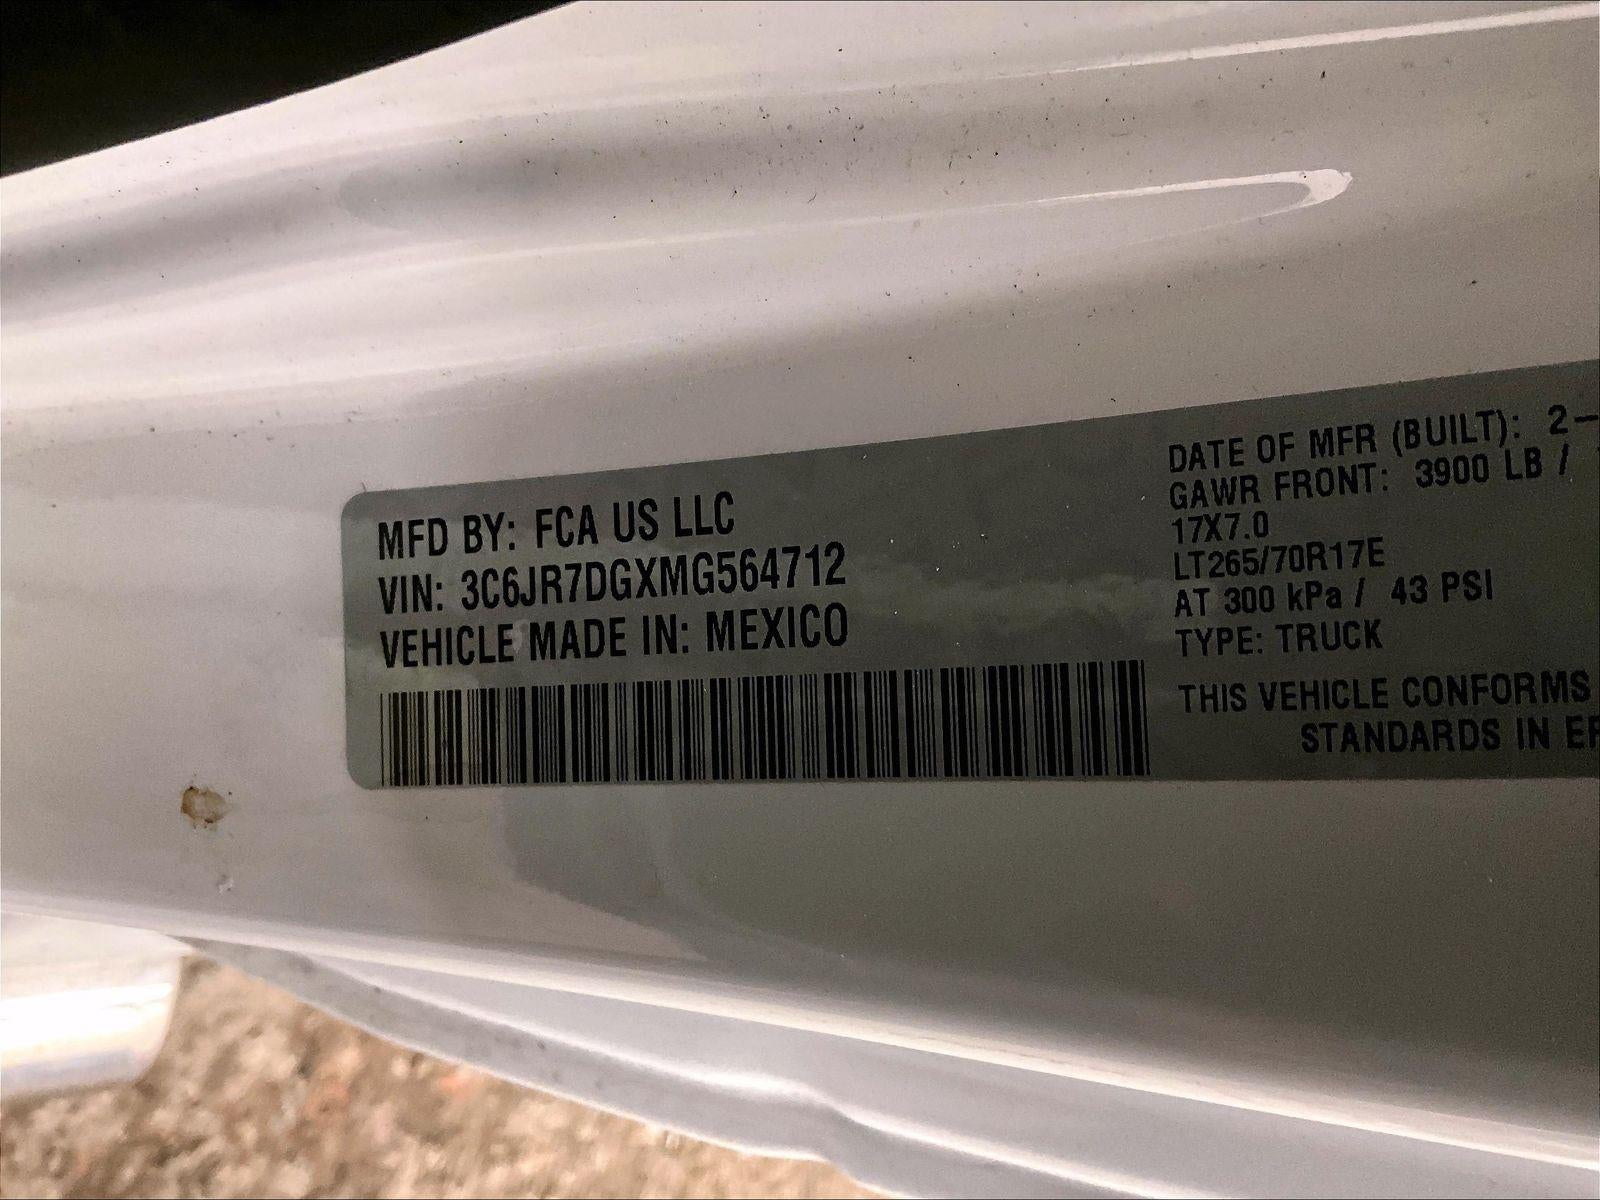 MFD BY: FCA US LLC
VIN: 3C6JR7DGXMG564712
VEHICLE MADE IN: MEXICO
DATE OF MFR (BUILT): 2-
GAWR FRONT: 3900 LB /
17X7.0
LT265/70R17E
AT 300 kPa / 43 PSI
TYPE: TRUCK
THIS VEHICLE CONFORMS
STANDARDS IN